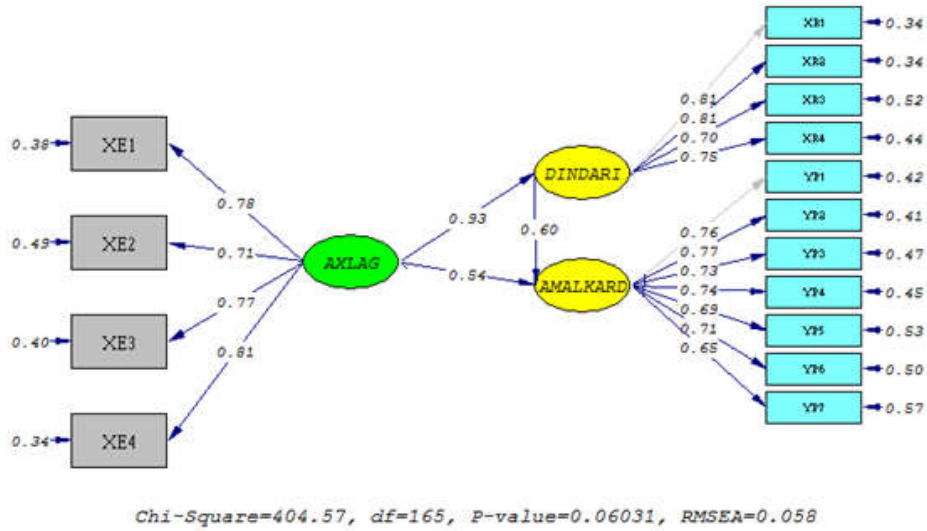 XR1
0.34
XR2
0.34
XR3
0.52
XR4
0.44
YP1
0.42
YP2
0.41
YP3
0.47
YP4
0.45
YP5
0.53
YP6
0.50
YP7
0.57
0.38
XE1
0.49
XE2
0.40
XE3
0.34
XE4
0.78
0.71
0.77
0.81
AXLAG
0.93
0.54
0.60
DINDARI
AMALKARD
0.81
0.81
0.70
0.75
0.76
0.77
0.73
0.74
0.69
0.71
0.65
Chi-Square=404.57, df=165, P-value=0.06031, RMSEA=0.058